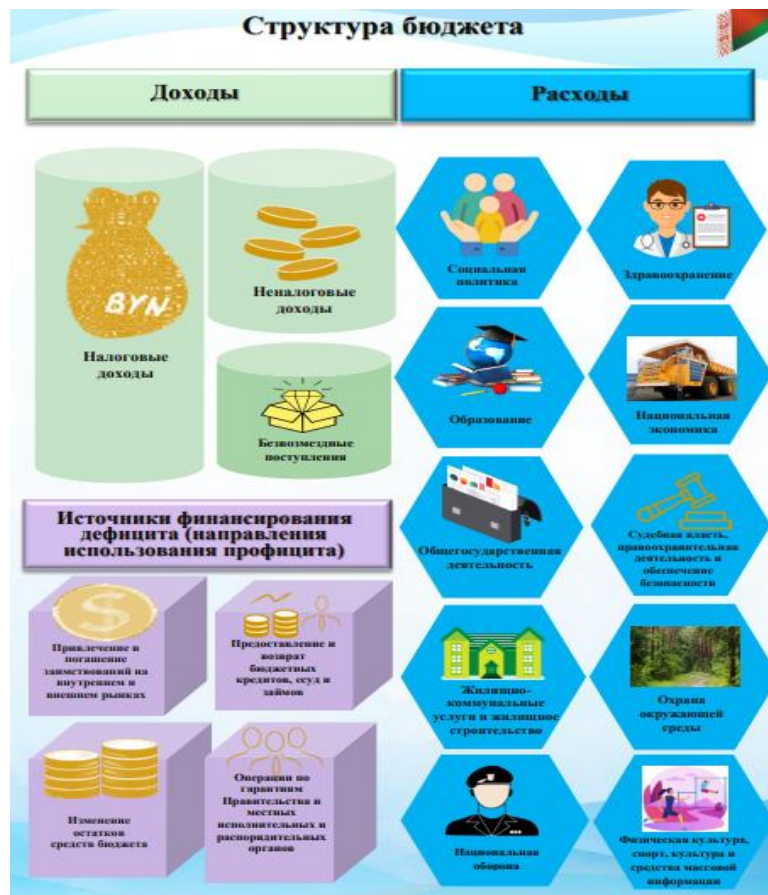 Структура бюджета
Доходы
Расходы
BYN
Налоговые
доходы
Неналоговые
доходы
Безвозмездные
поступления
Источники финансирования
дефицита (направления
использования профицита)
Привлечение и
погашение
заимствований на
внутреннем и
внешнем рынках
Предоставление и
возврат
бюджетных
кредитов, ссуд и
займов
Изменение
остатков
средств бюджета
Операции по
гарантиям
Правительства и
местных
исполнительных и
распорядительных
органов
Социальная
политика
Здравоохранение
Образование
Национальная
экономика
Общегосударственная
деятельность
Судебная власть,
правоохранительная
деятельность и
обеспечение
безопасности
Жилищно-
коммунальные
услуги и жилищное
строительство
Охрана
окружающей
среды
Национальная
оборона
Физическая культура,
спорт, культура и
средства массовой
информации